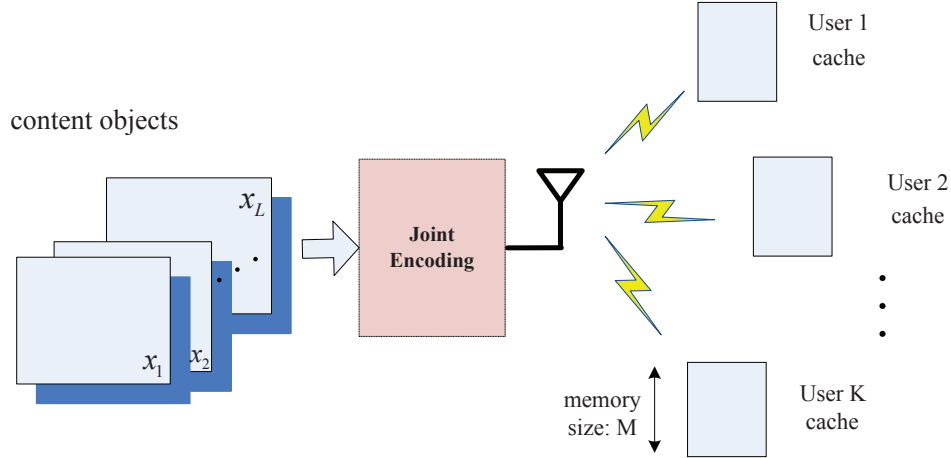 content objects
x_L
x_2
x_1
Joint
Encoding
User 1
cache
User 2
cache
User K
cache
memory
size: M